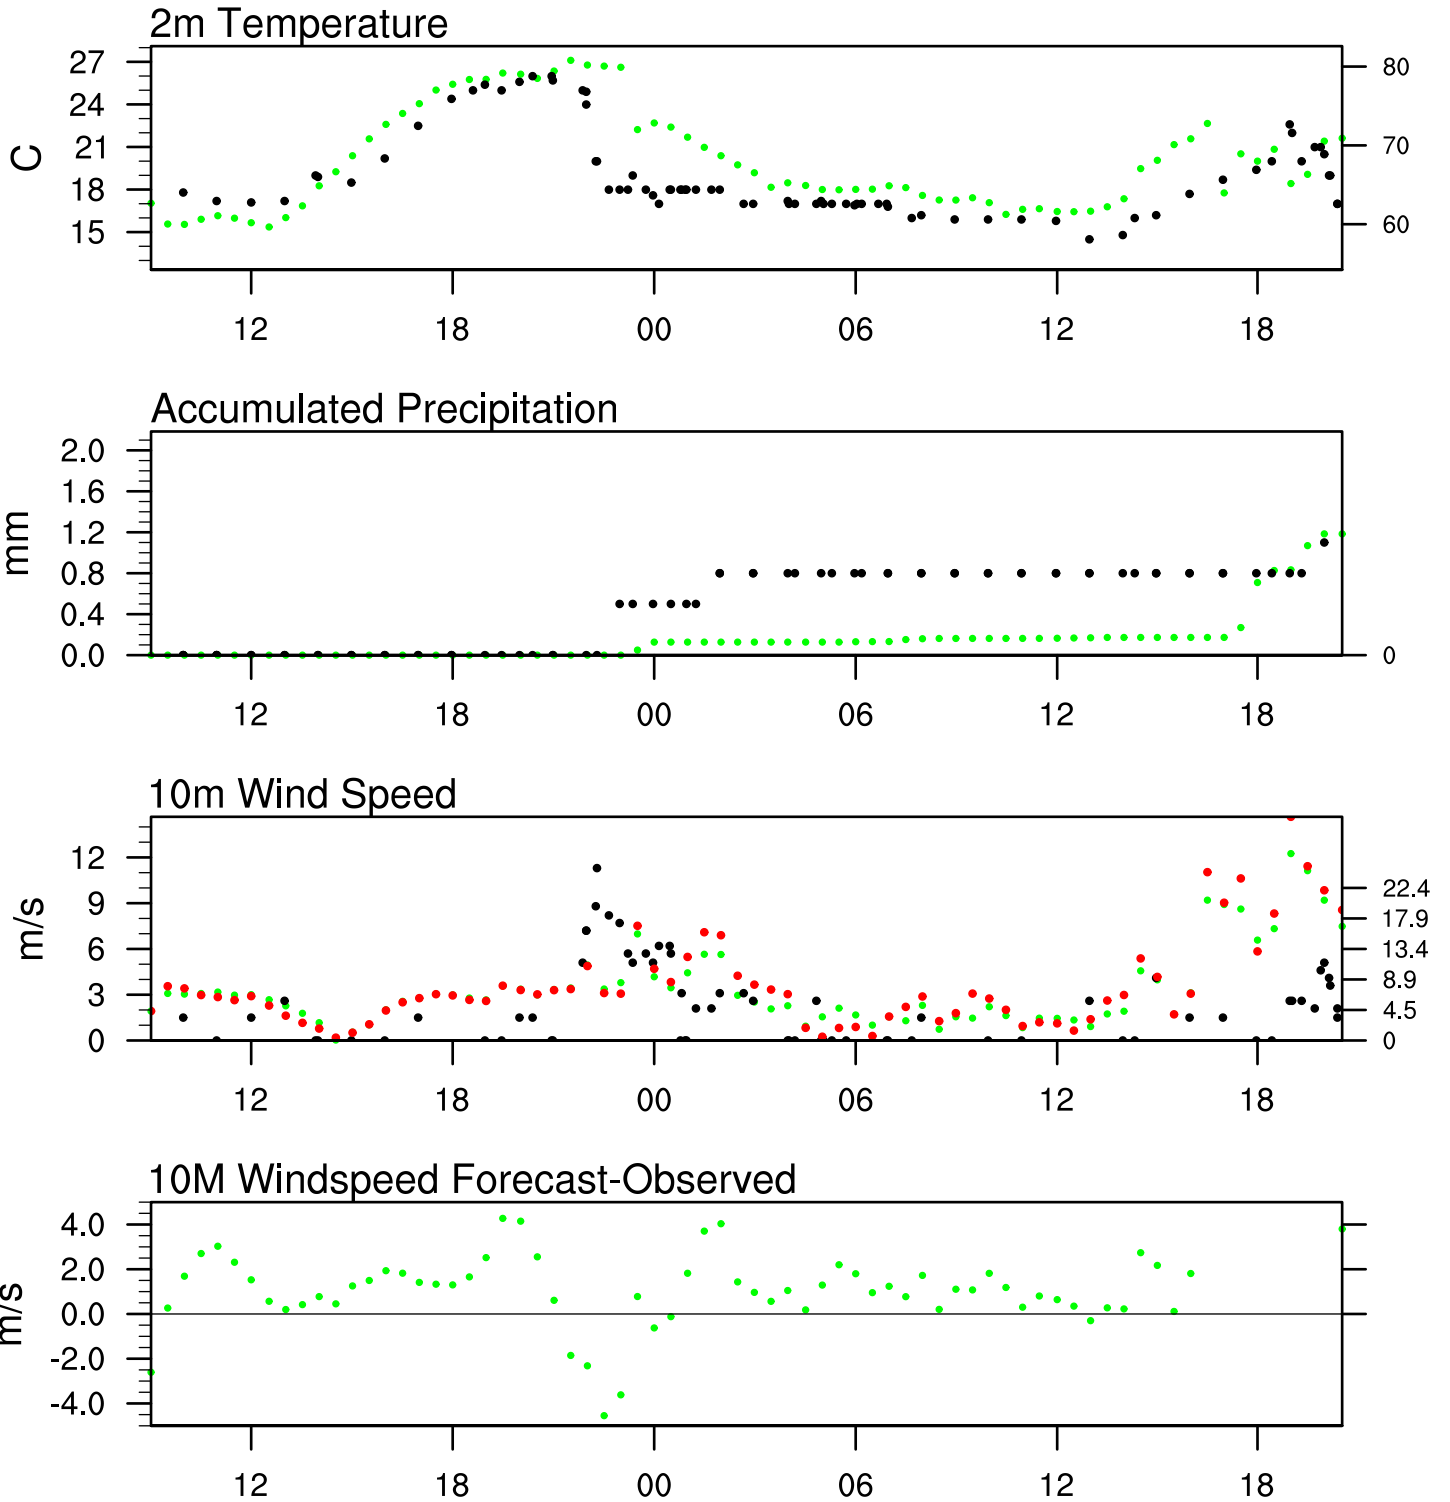 2m Temperature
27
24
21
18
15
C
80
70
60
12 18 00 06 12 18
Accumulated Precipitation
2.0
1.6
1.2
0.8
0.4
0.0
mm
0
12 18 00 06 12 18
10m Wind Speed
12
9
6
3
0
m/s
22.4
17.9
13.4
8.9
4.5
0
12 18 00 06 12 18
10M Windspeed Forecast-Observed
4.0
2.0
0.0
-2.0
-4.0
m/s
12 18 00 06 12 18